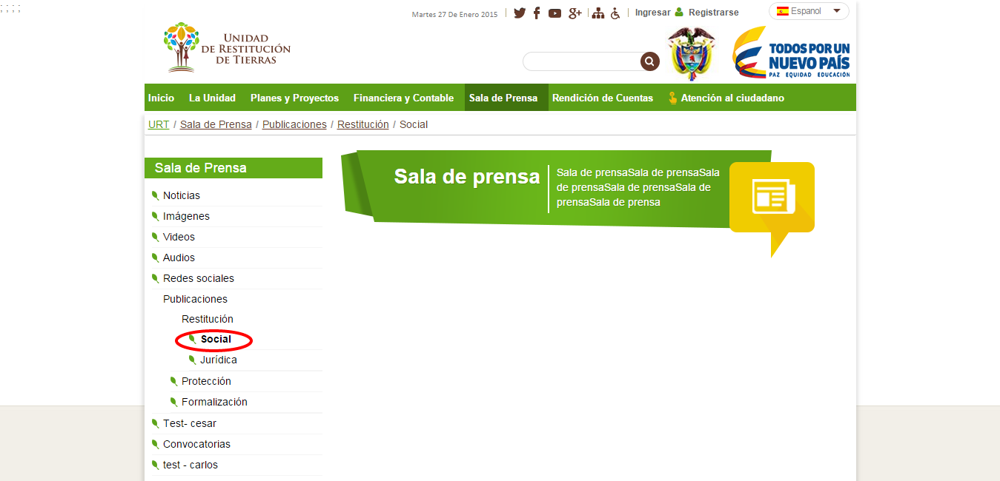 ; ; ; ;
Martes 27 De Enero 2015
Ingresar
Registrarse
Espanol
UNIDAD
DE RESTITUCIÓN
DE TIERRAS
TODOS POR UN
NUEVO PAÍS
PAZ EQUIDAD EDUCACIÓN
Inicio La Unidad Planes y Proyectos Financiera y Contable Sala de Prensa Rendición de Cuentas Atención al ciudadano
URT / Sala de Prensa / Publicaciones / Restitución / Social
Sala de Prensa
Noticias
Imágenes
Videos
Audios
Redes sociales
Publicaciones
Restitución
Social
Jurídica
Protección
Formalización
Test- cesar
Convocatorias
test - carlos
Sala de prensa
Sala de prensaSala de prensaSala
de prensaSala de prensaSala de
prensaSala de prensa